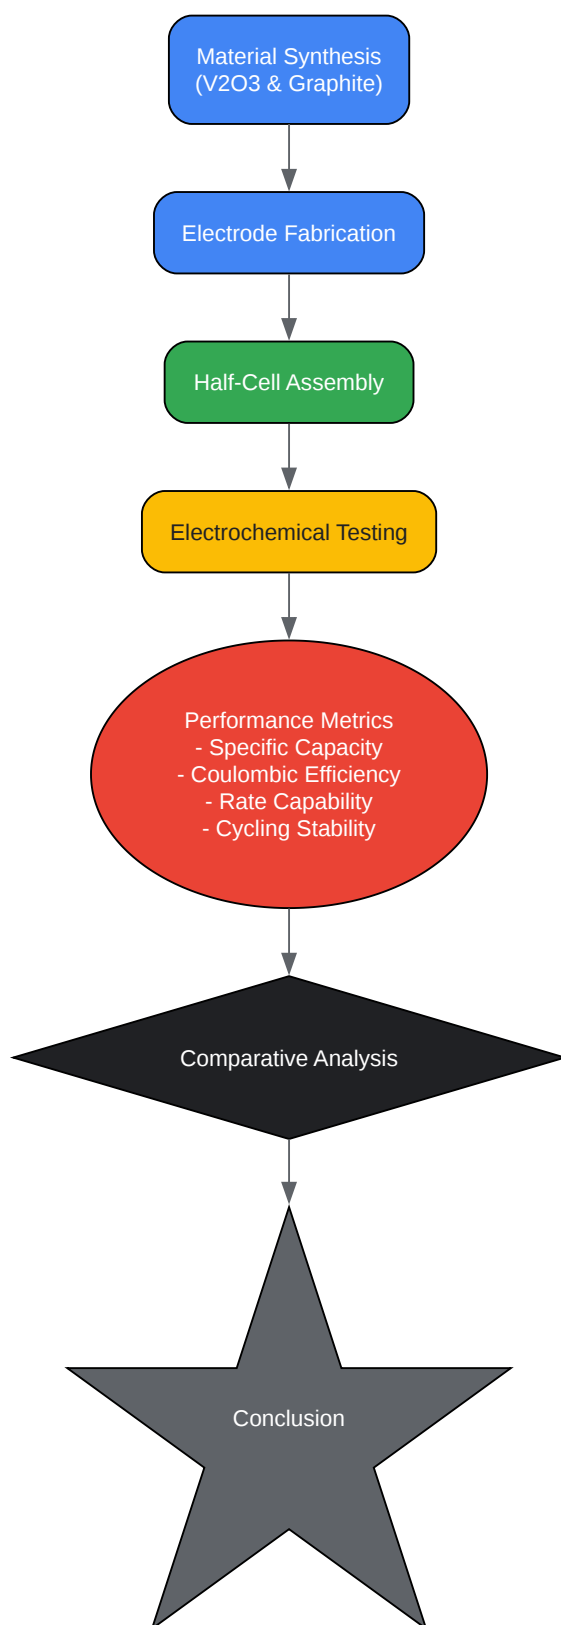 Material Synthesis
(V2O3 & Graphite)
Electrode Fabrication
Half-Cell Assembly
Electrochemical Testing
Performance Metrics
- Specific Capacity
- Coulombic Efficiency
- Rate Capability
- Cycling Stability
Comparative Analysis
Conclusion